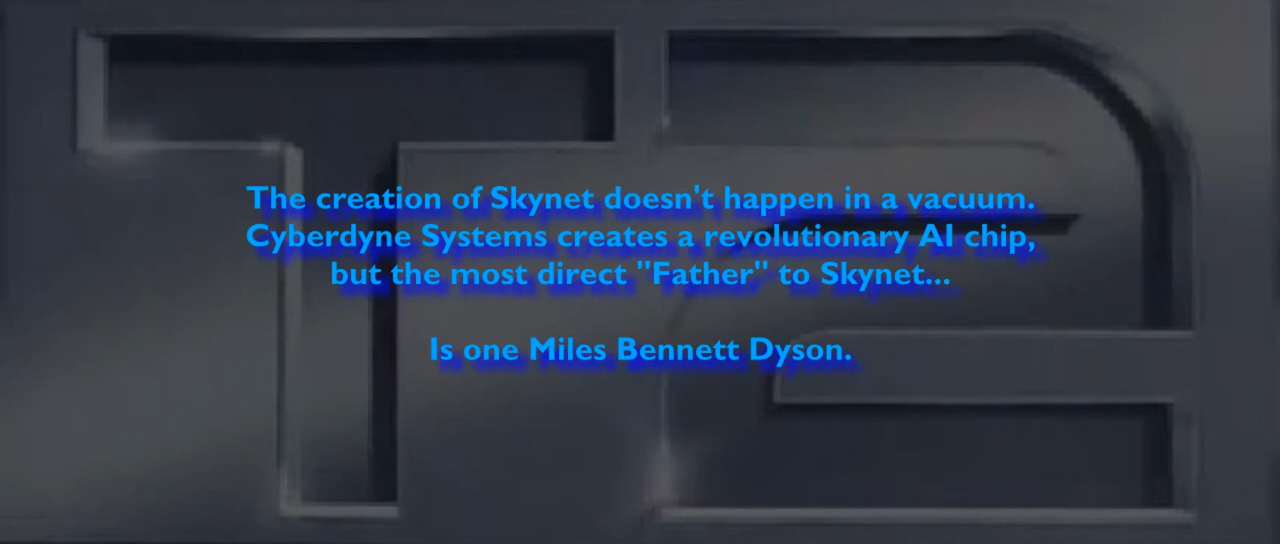 T2
The creation of Skynet doesn't happen in a vacuum.
Cyberdyne Systems creates a revolutionary AI chip,
but the most direct "Father" to Skynet...
Is one Miles Bennett Dyson.